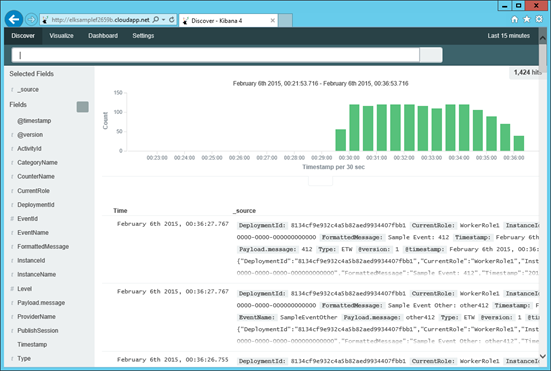 http://elksamplef2659b.cloudapp.net
Discover - Kibana 4
Discover Visualize Dashboard Settings Last 15 minutes
1,424 hits
Selected Fields
t _source
Fields
@timestamp
t @version
t ActivityId
t CategoryName
t CounterName
t CurrentRole
t DeploymentId
# EventId
t EventName
t FormattedMessage
t InstanceId
t InstanceName
# Level
t Payload.message
t ProviderName
t PublishSession
Timestamp
t Type
February 6th 2015, 00:21:53.716 - February 6th 2015, 00:36:53.716
Count
150
100
50
0
00:23:00 00:24:00 00:25:00 00:26:00 00:27:00 00:28:00 00:29:00 00:30:00 00:31:00 00:32:00 00:33:00 00:34:00 00:35:00 00:36:00
Timestamp per 30 sec
Time _source
February 6th 2015, 00:36:27.767 DeploymentId: 8134cf9e932c4a5b82aed9934407fbb1 CurrentRole: WorkerRole1 InstanceId
0000-0000-000000000000 FormattedMessage: Sample Event: 412 Timestamp: February 6th
Payload.message: 412 Type: ETW @version: 1 @timestamp: February 6th 2015, 00:36:
{"DeploymentId":"8134cf9e932c4a5b82aed9934407fbb1","CurrentRole":"WorkerRole1","Inst
0000-0000-000000000000","FormattedMessage":"Sample Event: 412","Timestamp":"201
February 6th 2015, 00:36:27.767 DeploymentId: 8134cf9e932c4a5b82aed9934407fbb1 CurrentRole: WorkerRole1 InstanceId
0000-0000-000000000000 FormattedMessage: Sample Event Other: other412 Timestamp: F
EventName: SampleEventOther Payload.message: other412 Type: ETW @version: 1 @t
{"DeploymentId":"8134cf9e932c4a5b82aed9934407fbb1","CurrentRole":"WorkerRole1","Inst
0000-0000-000000000000","FormattedMessage":"Sample Event Other: other412","Time
February 6th 2015, 00:36:26.755 DeploymentId: 8134cf9e932c4a5b82aed9934407fbb1 CurrentRole: WorkerRole1 InstanceId